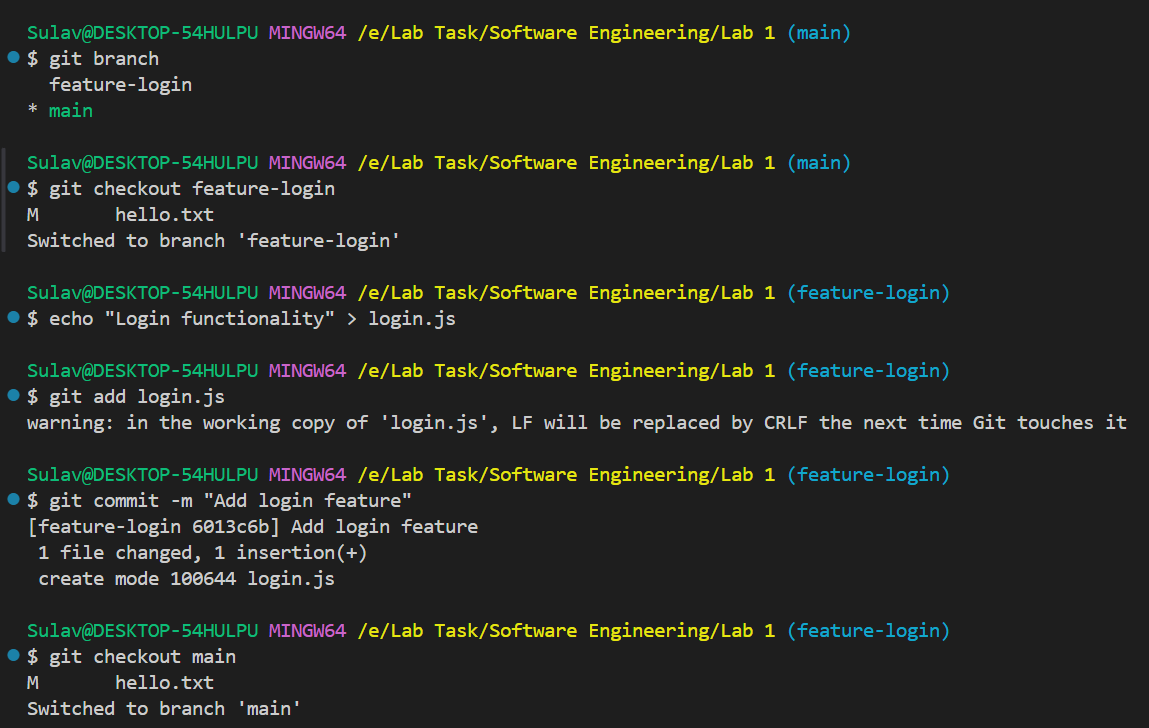 Sulav@DESKTOP-54HULPU MINGW64 /e/Lab Task/Software Engineering/Lab 1 (main)
$ git branch
  feature-login
* main
Sulav@DESKTOP-54HULPU MINGW64 /e/Lab Task/Software Engineering/Lab 1 (main)
$ git checkout feature-login
M       hello.txt
Switched to branch 'feature-login'
Sulav@DESKTOP-54HULPU MINGW64 /e/Lab Task/Software Engineering/Lab 1 (feature-login)
$ echo "Login functionality" > login.js
Sulav@DESKTOP-54HULPU MINGW64 /e/Lab Task/Software Engineering/Lab 1 (feature-login)
$ git add login.js
warning: in the working copy of 'login.js', LF will be replaced by CRLF the next time Git touches it
Sulav@DESKTOP-54HULPU MINGW64 /e/Lab Task/Software Engineering/Lab 1 (feature-login)
$ git commit -m "Add login feature"
[feature-login 6013c6b] Add login feature
 1 file changed, 1 insertion(+)
 create mode 100644 login.js
Sulav@DESKTOP-54HULPU MINGW64 /e/Lab Task/Software Engineering/Lab 1 (feature-login)
$ git checkout main
M       hello.txt
Switched to branch 'main'